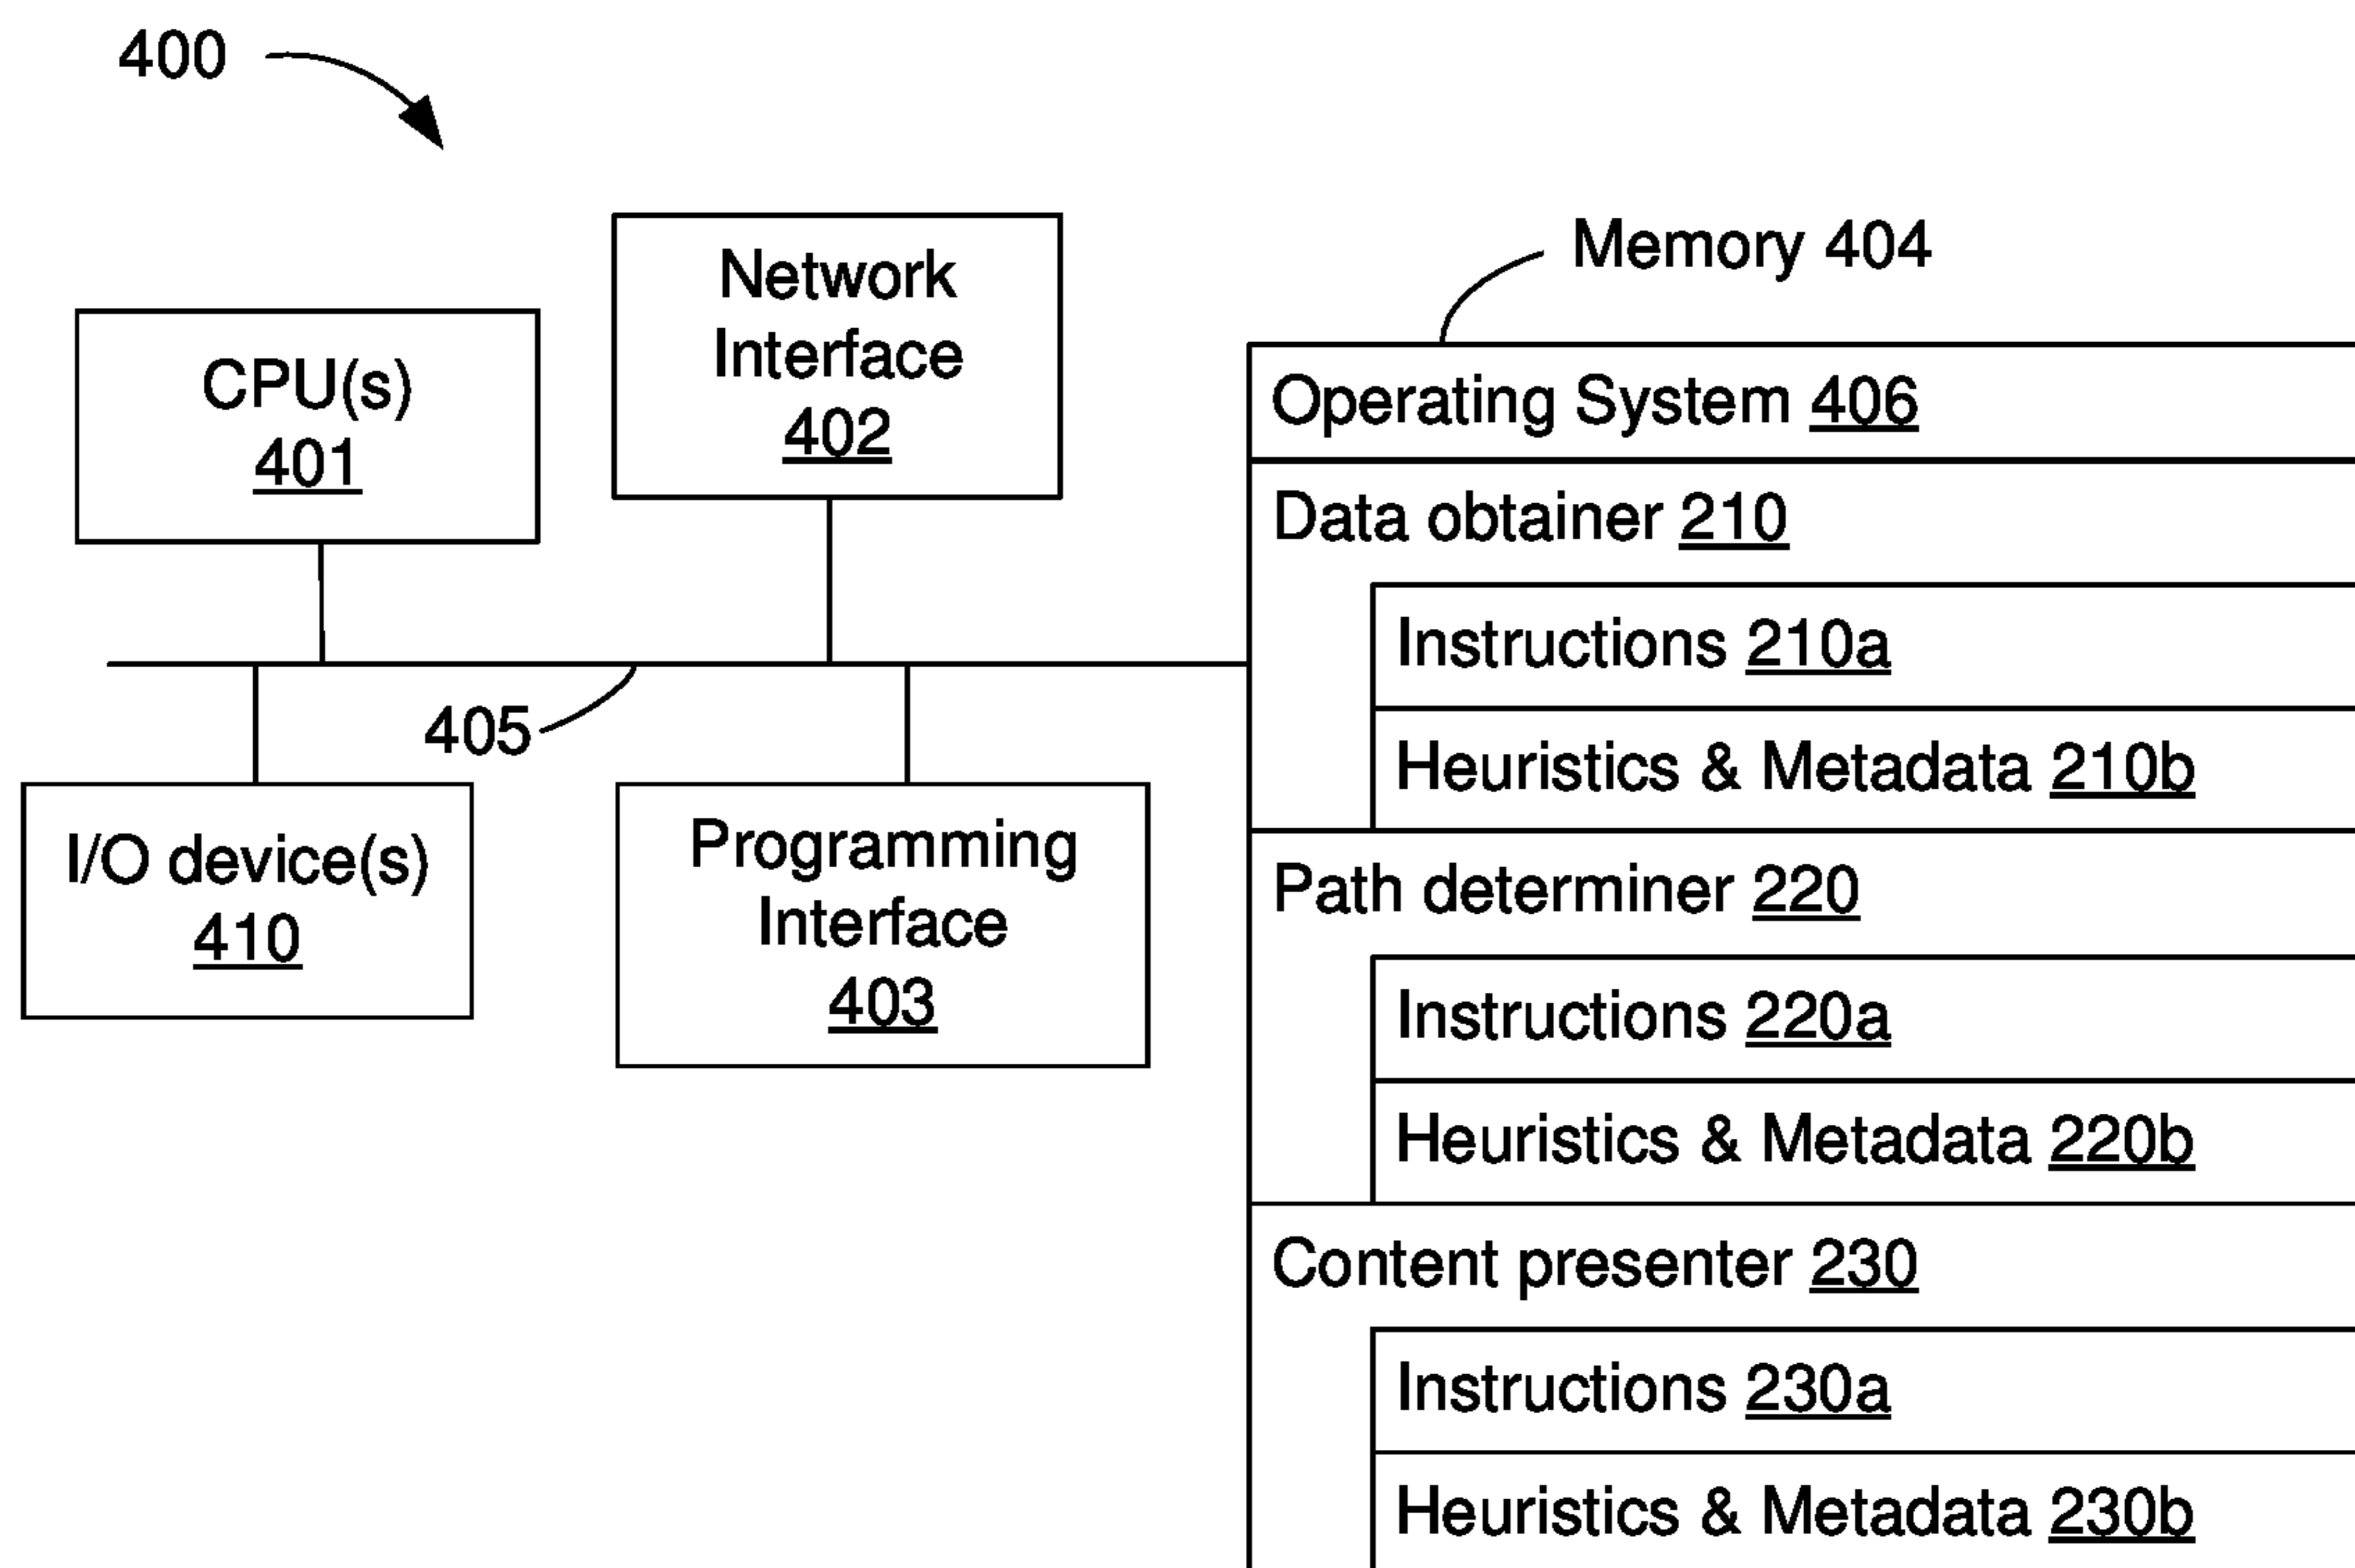 400
CPU(s)
401
Network
Interface
402
405
I/O device(s)
410
Programming
Interface
403
Memory 404
Operating System 406
Data obtainer 210
Instructions 210a
Heuristics & Metadata 210b
Path determiner 220
Instructions 220a
Heuristics & Metadata 220b
Content presenter 230
Instructions 230a
Heuristics & Metadata 230b